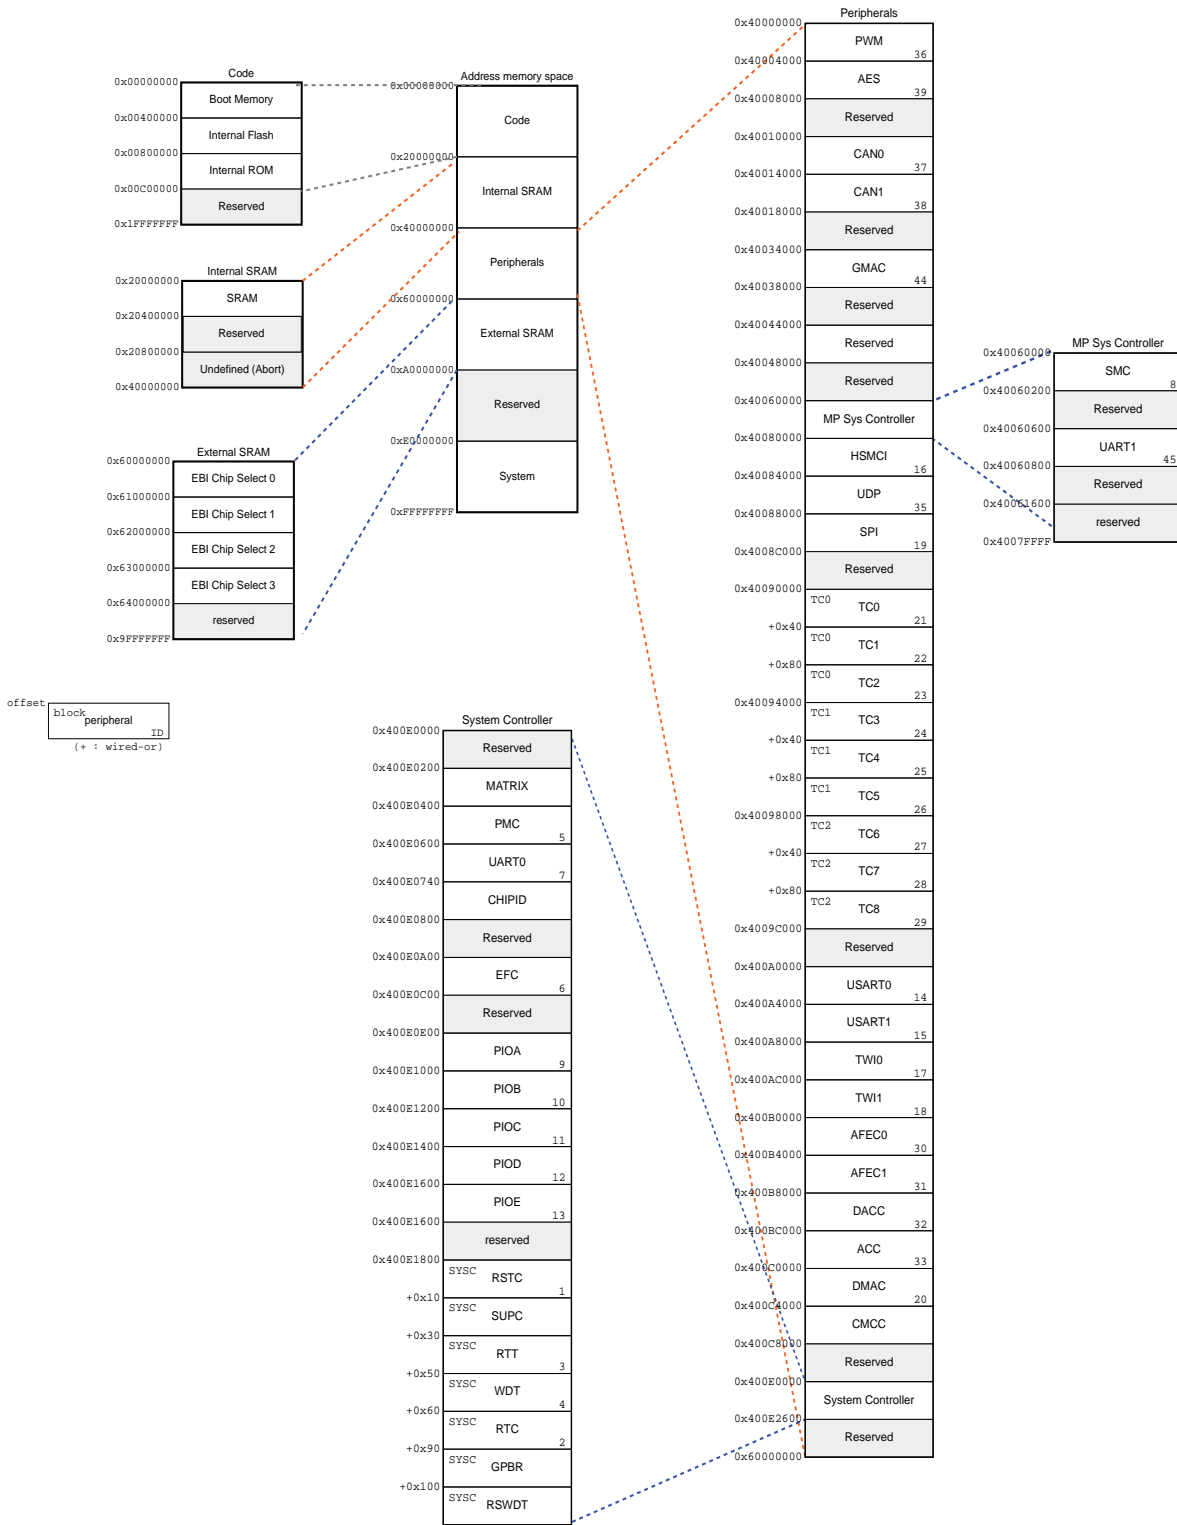 Code
0x00000000
Boot Memory
0x00400000
Internal Flash
0x00800000
Internal ROM
0x00C00000
Reserved
0x1FFFFFFF
Internal SRAM
0x20000000
SRAM
0x20400000
Reserved
0x20800000
Undefined (Abort)
0x40000000
External SRAM
0x60000000
EBI Chip Select 0
0x61000000
EBI Chip Select 1
0x62000000
EBI Chip Select 2
0x63000000
EBI Chip Select 3
0x64000000
reserved
0x9FFFFFFF
offset
block
peripheral
ID
(+ : wired-or)
Address memory space
0x00000000
Code
0x20000000
Internal SRAM
0x40000000
Peripherals
0x60000000
External SRAM
0xA0000000
Reserved
0xE0000000
System
0xFFFFFFFF
System Controller
0x400E0000
Reserved
0x400E0200
MATRIX
0x400E0400
PMC
5
0x400E0600
UART0
7
0x400E0740
CHIPID
0x400E0800
Reserved
0x400E0A00
EFC
6
0x400E0C00
Reserved
0x400E0E00
PIOA
9
0x400E1000
PIOB
10
0x400E1200
PIOC
11
0x400E1400
PIOD
12
0x400E1600
PIOE
13
0x400E1600
reserved
0x400E1800
SYSC
RSTC
1
+0x10
SYSC
SUPC
+0x30
SYSC
RTT
3
+0x50
SYSC
WDT
4
+0x60
SYSC
RTC
2
+0x90
SYSC
GPBR
+0x100
SYSC
RSWDT
Peripherals
0x40000000
PWM
36
0x40004000
AES
39
0x40008000
Reserved
0x40010000
CAN0
37
0x40014000
CAN1
38
0x40018000
Reserved
0x40034000
GMAC
44
0x40038000
Reserved
0x40044000
Reserved
0x40048000
Reserved
0x40060000
MP Sys Controller
0x40080000
HSMCI
16
0x40084000
UDP
35
0x40088000
SPI
19
0x4008C000
Reserved
0x40090000
TC0
TC0
21
+0x40
TC0
TC1
22
+0x80
TC0
TC2
23
0x40094000
TC1
TC3
24
+0x40
TC1
TC4
25
+0x80
TC1
TC5
26
0x40098000
TC2
TC6
27
+0x40
TC2
TC7
28
+0x80
TC2
TC8
29
0x4009C000
Reserved
0x400A0000
USART0
14
0x400A4000
USART1
15
0x400A8000
TWI0
17
0x400AC000
TWI1
18
0x400B0000
AFEC0
30
0x400B4000
AFEC1
31
0x400B8000
DACC
32
0x400BC000
ACC
33
0x400C0000
DMAC
20
0x400C4000
CMCC
0x400C8000
Reserved
0x400E0000
System Controller
0x400E2600
Reserved
0x60000000
MP Sys Controller
0x40060000
SMC
8
0x40060200
Reserved
0x40060600
UART1
45
0x40060800
Reserved
0x40061600
reserved
0x4007FFFF